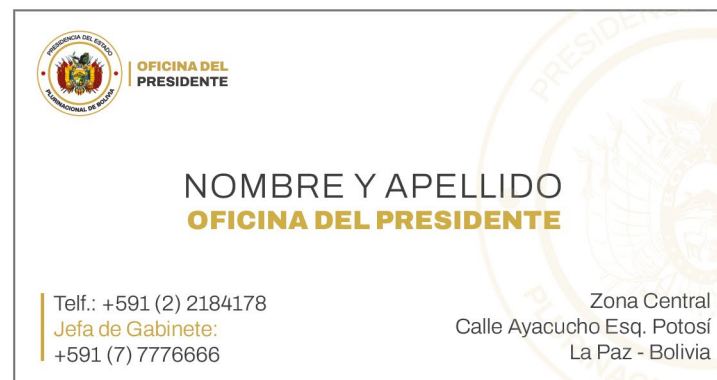 PRESIDENCIA DEL ESTADO
PLURINACIONAL DE BOLIVIA
OFICINA DEL
PRESIDENTE
NOMBRE Y APELLIDO
OFICINA DEL PRESIDENTE
Telf.: +591 (2) 2184178
Jefa de Gabinete:
+591 (7) 7776666
Zona Central
Calle Ayacucho Esq. Potosí
La Paz - Bolivia